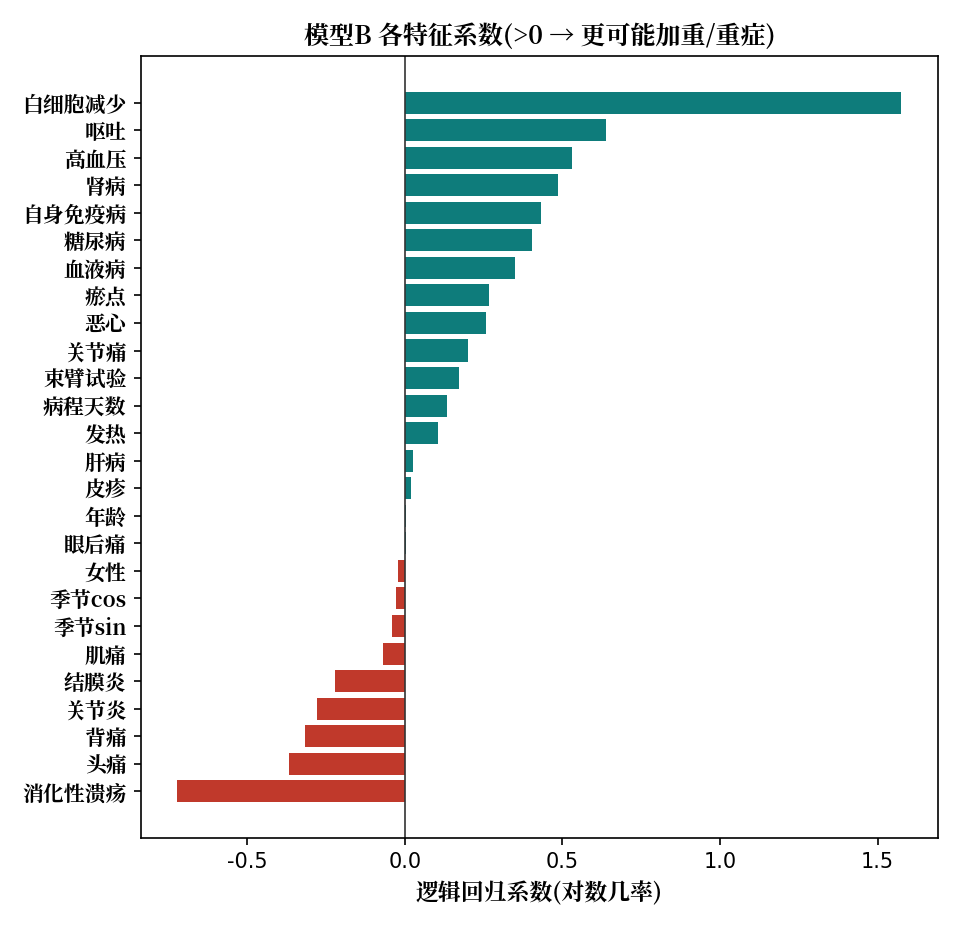 模型B 各特征系数(>0 → 更可能加重/重症)
白细胞减少
呕吐
高血压
肾病
自身免疫病
糖尿病
血液病
瘀点
恶心
关节痛
束臂试验
病程天数
发热
肝病
皮疹
年龄
眼后痛
女性
季节cos
季节sin
肌痛
结膜炎
关节炎
背痛
头痛
消化性溃疡
-0.5 0.0 0.5 1.0 1.5
逻辑回归系数(对数几率)